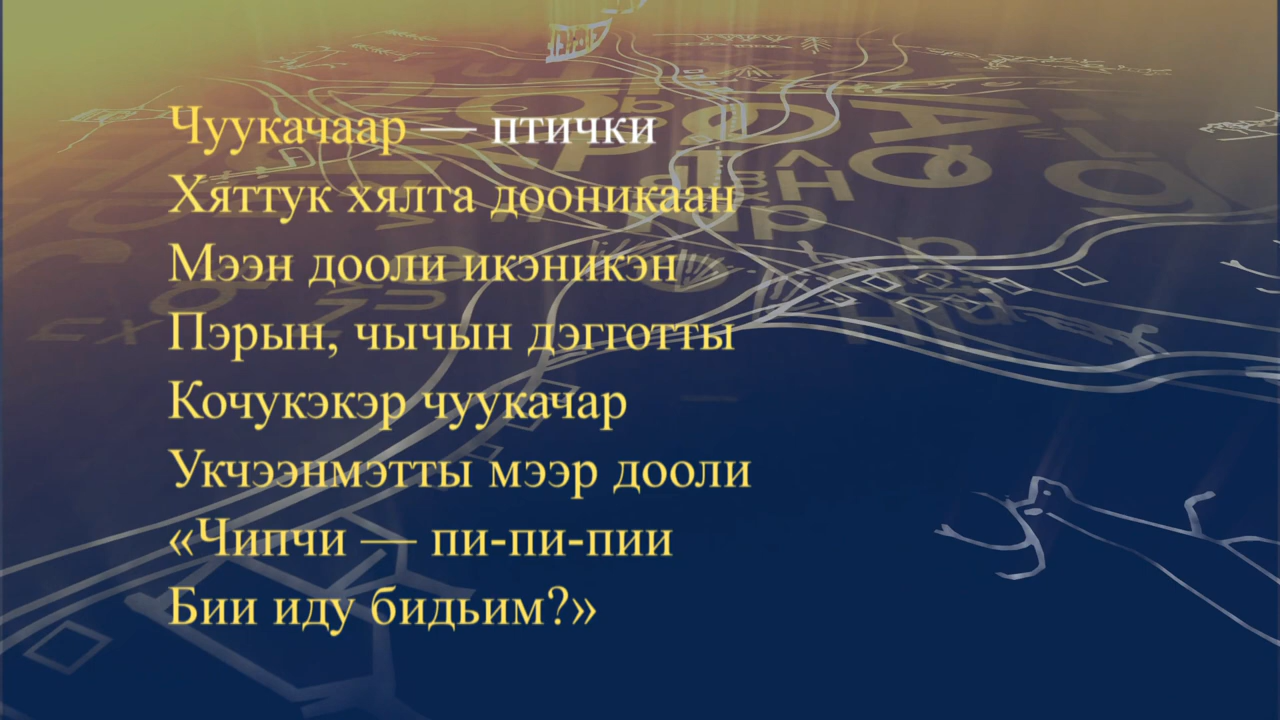 Чуукачаар — птички
Хяттук хялта дооникаан
Мээн дооли икэникэн
Пэрын, чычын дэгготты
Кочукэкэр чуукачар
Укчээнмэтты мээр дооли
«Чипчи — пи-пи-пии
Бии иду бидьим?»